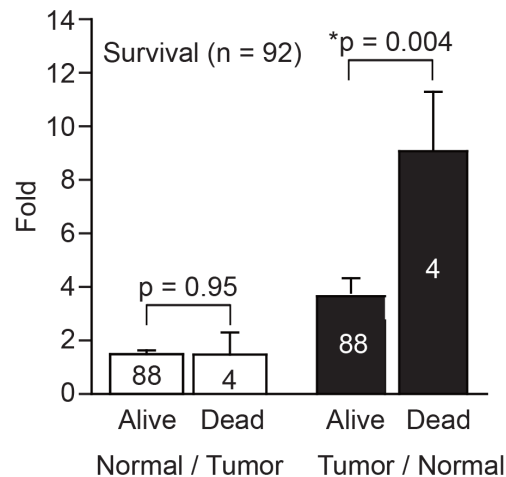 14
12
10
8
6
4
2
0
Fold
Survival (n = 92)
*p = 0.004
p = 0.95
88
4
88
4
Alive Dead Alive Dead
Normal / Tumor Tumor / Normal